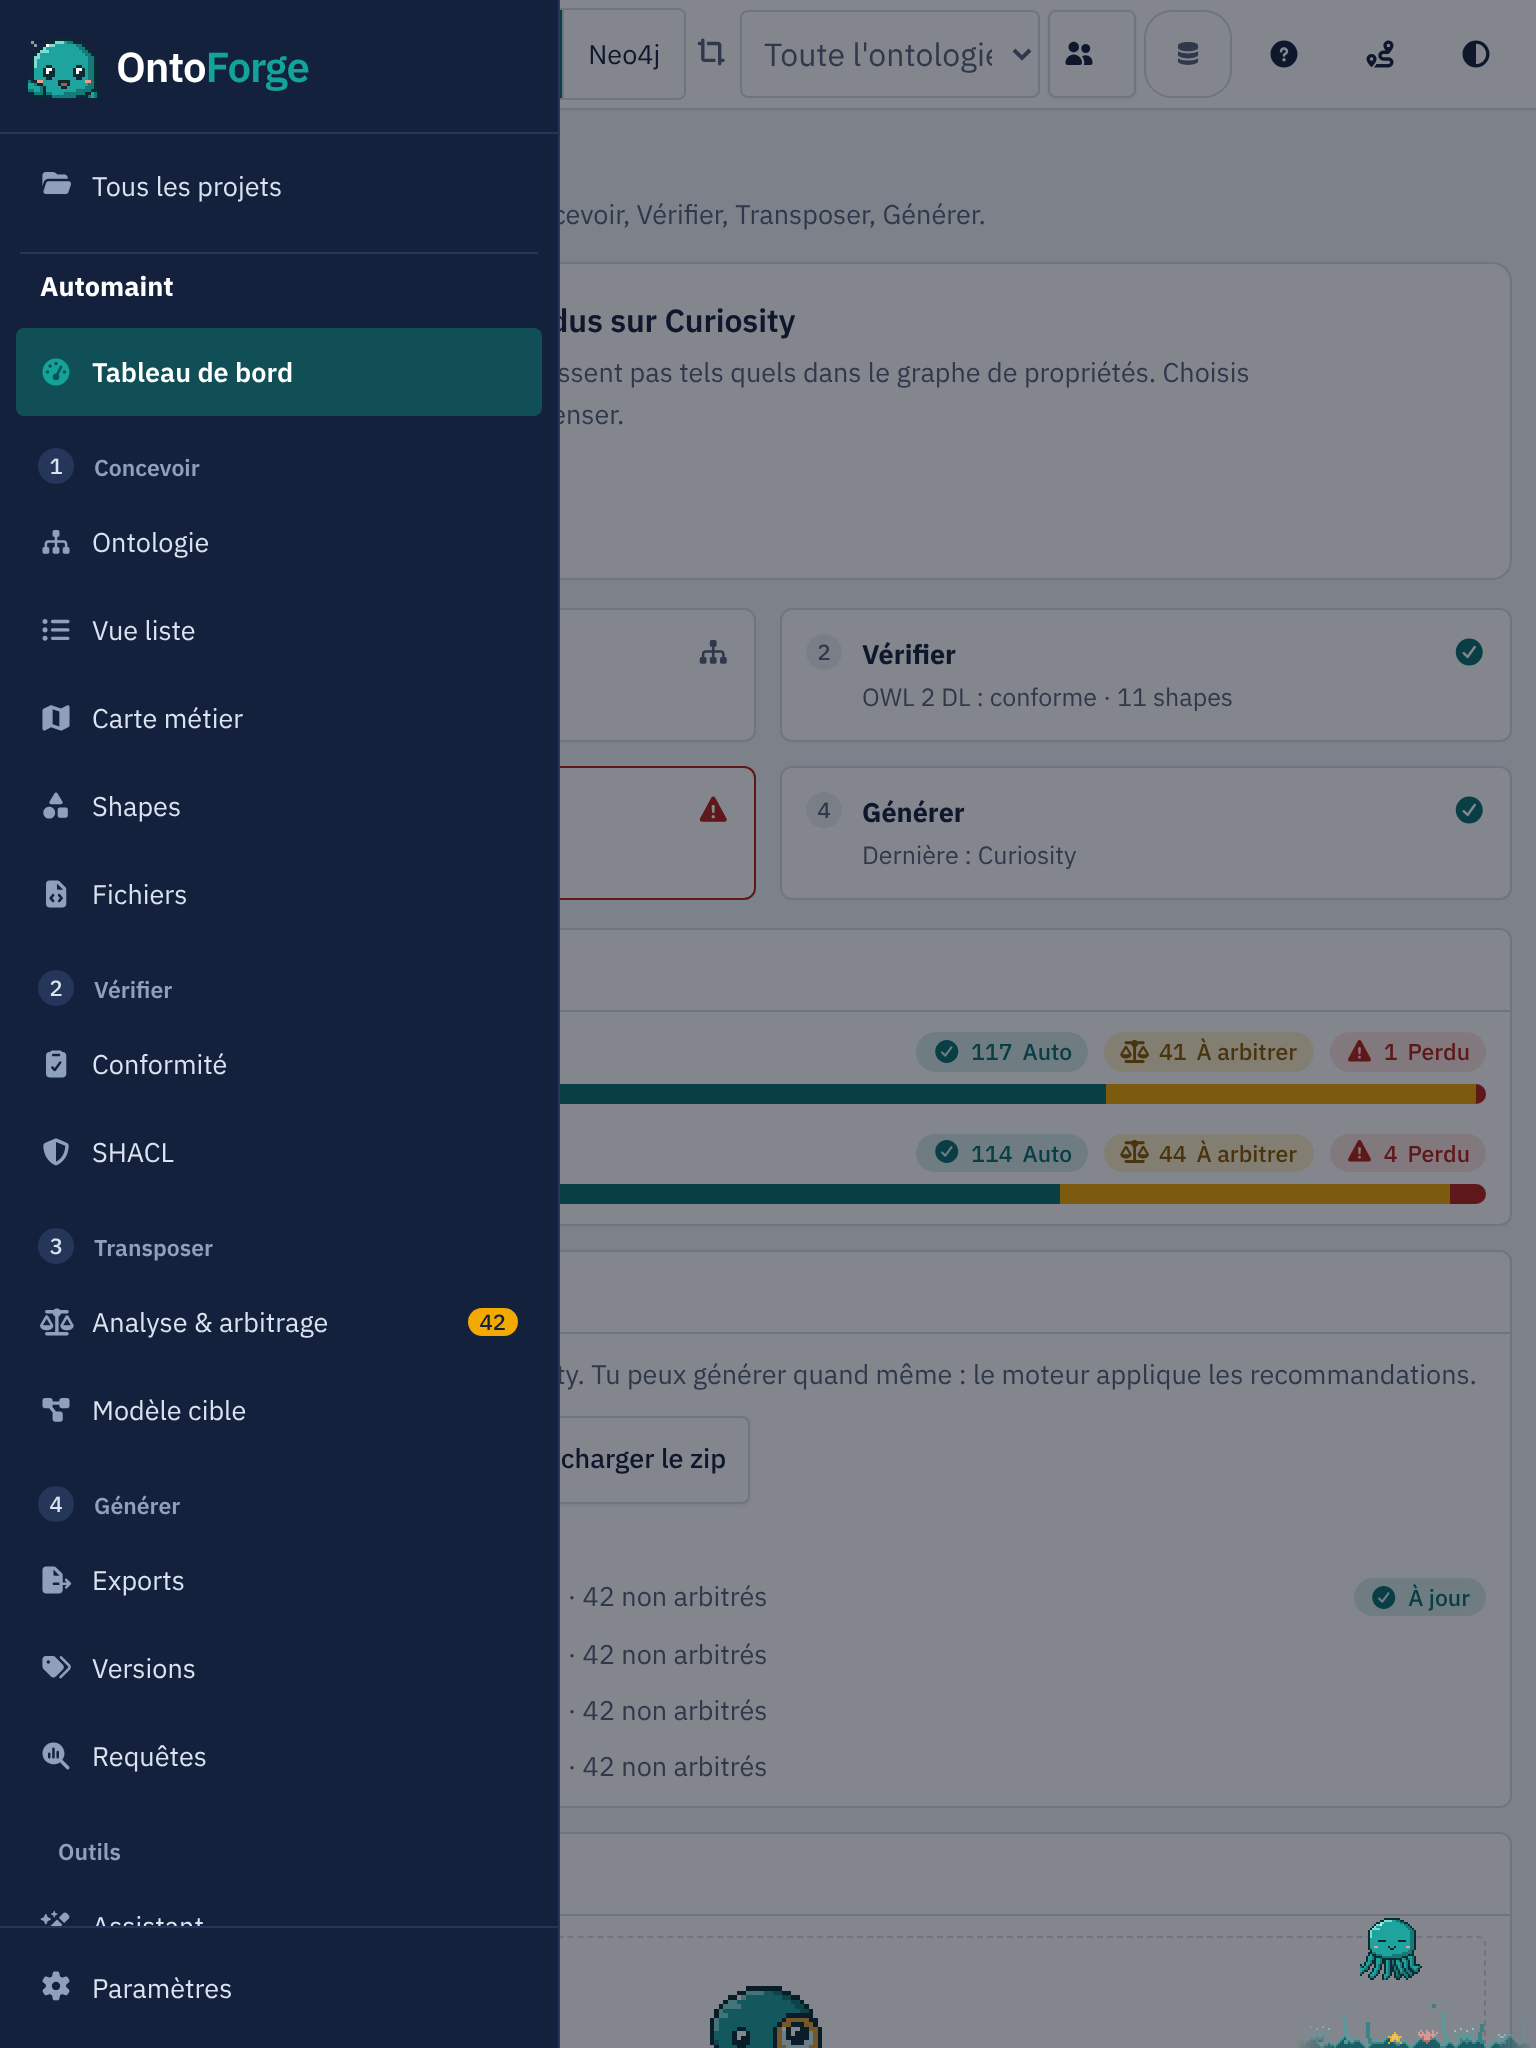 OntoForge
Neo4j
Toute l'ontologie
Tous les projets
Automaint
Tableau de bord
1 Concevoir
Ontologie
Vue liste
Carte métier
Shapes
Fichiers
2 Vérifier
Conformité
SHACL
3 Transposer
Analyse & arbitrage 42
Modèle cible
4 Générer
Exports
Versions
Requêtes
Outils
Assistant
Paramètres
cevoir, Vérifier, Transposer, Générer.
dus sur Curiosity
ssent pas tels quels dans le graphe de propriétés. Choisis
enser.
2 Vérifier
OWL 2 DL : conforme · 11 shapes
4 Générer
Dernière : Curiosity
117 Auto 41 À arbitrer 1 Perdu
114 Auto 44 À arbitrer 4 Perdu
ty. Tu peux générer quand même : le moteur applique les recommandations.
charger le zip
· 42 non arbitrés À jour
· 42 non arbitrés
· 42 non arbitrés
· 42 non arbitrés